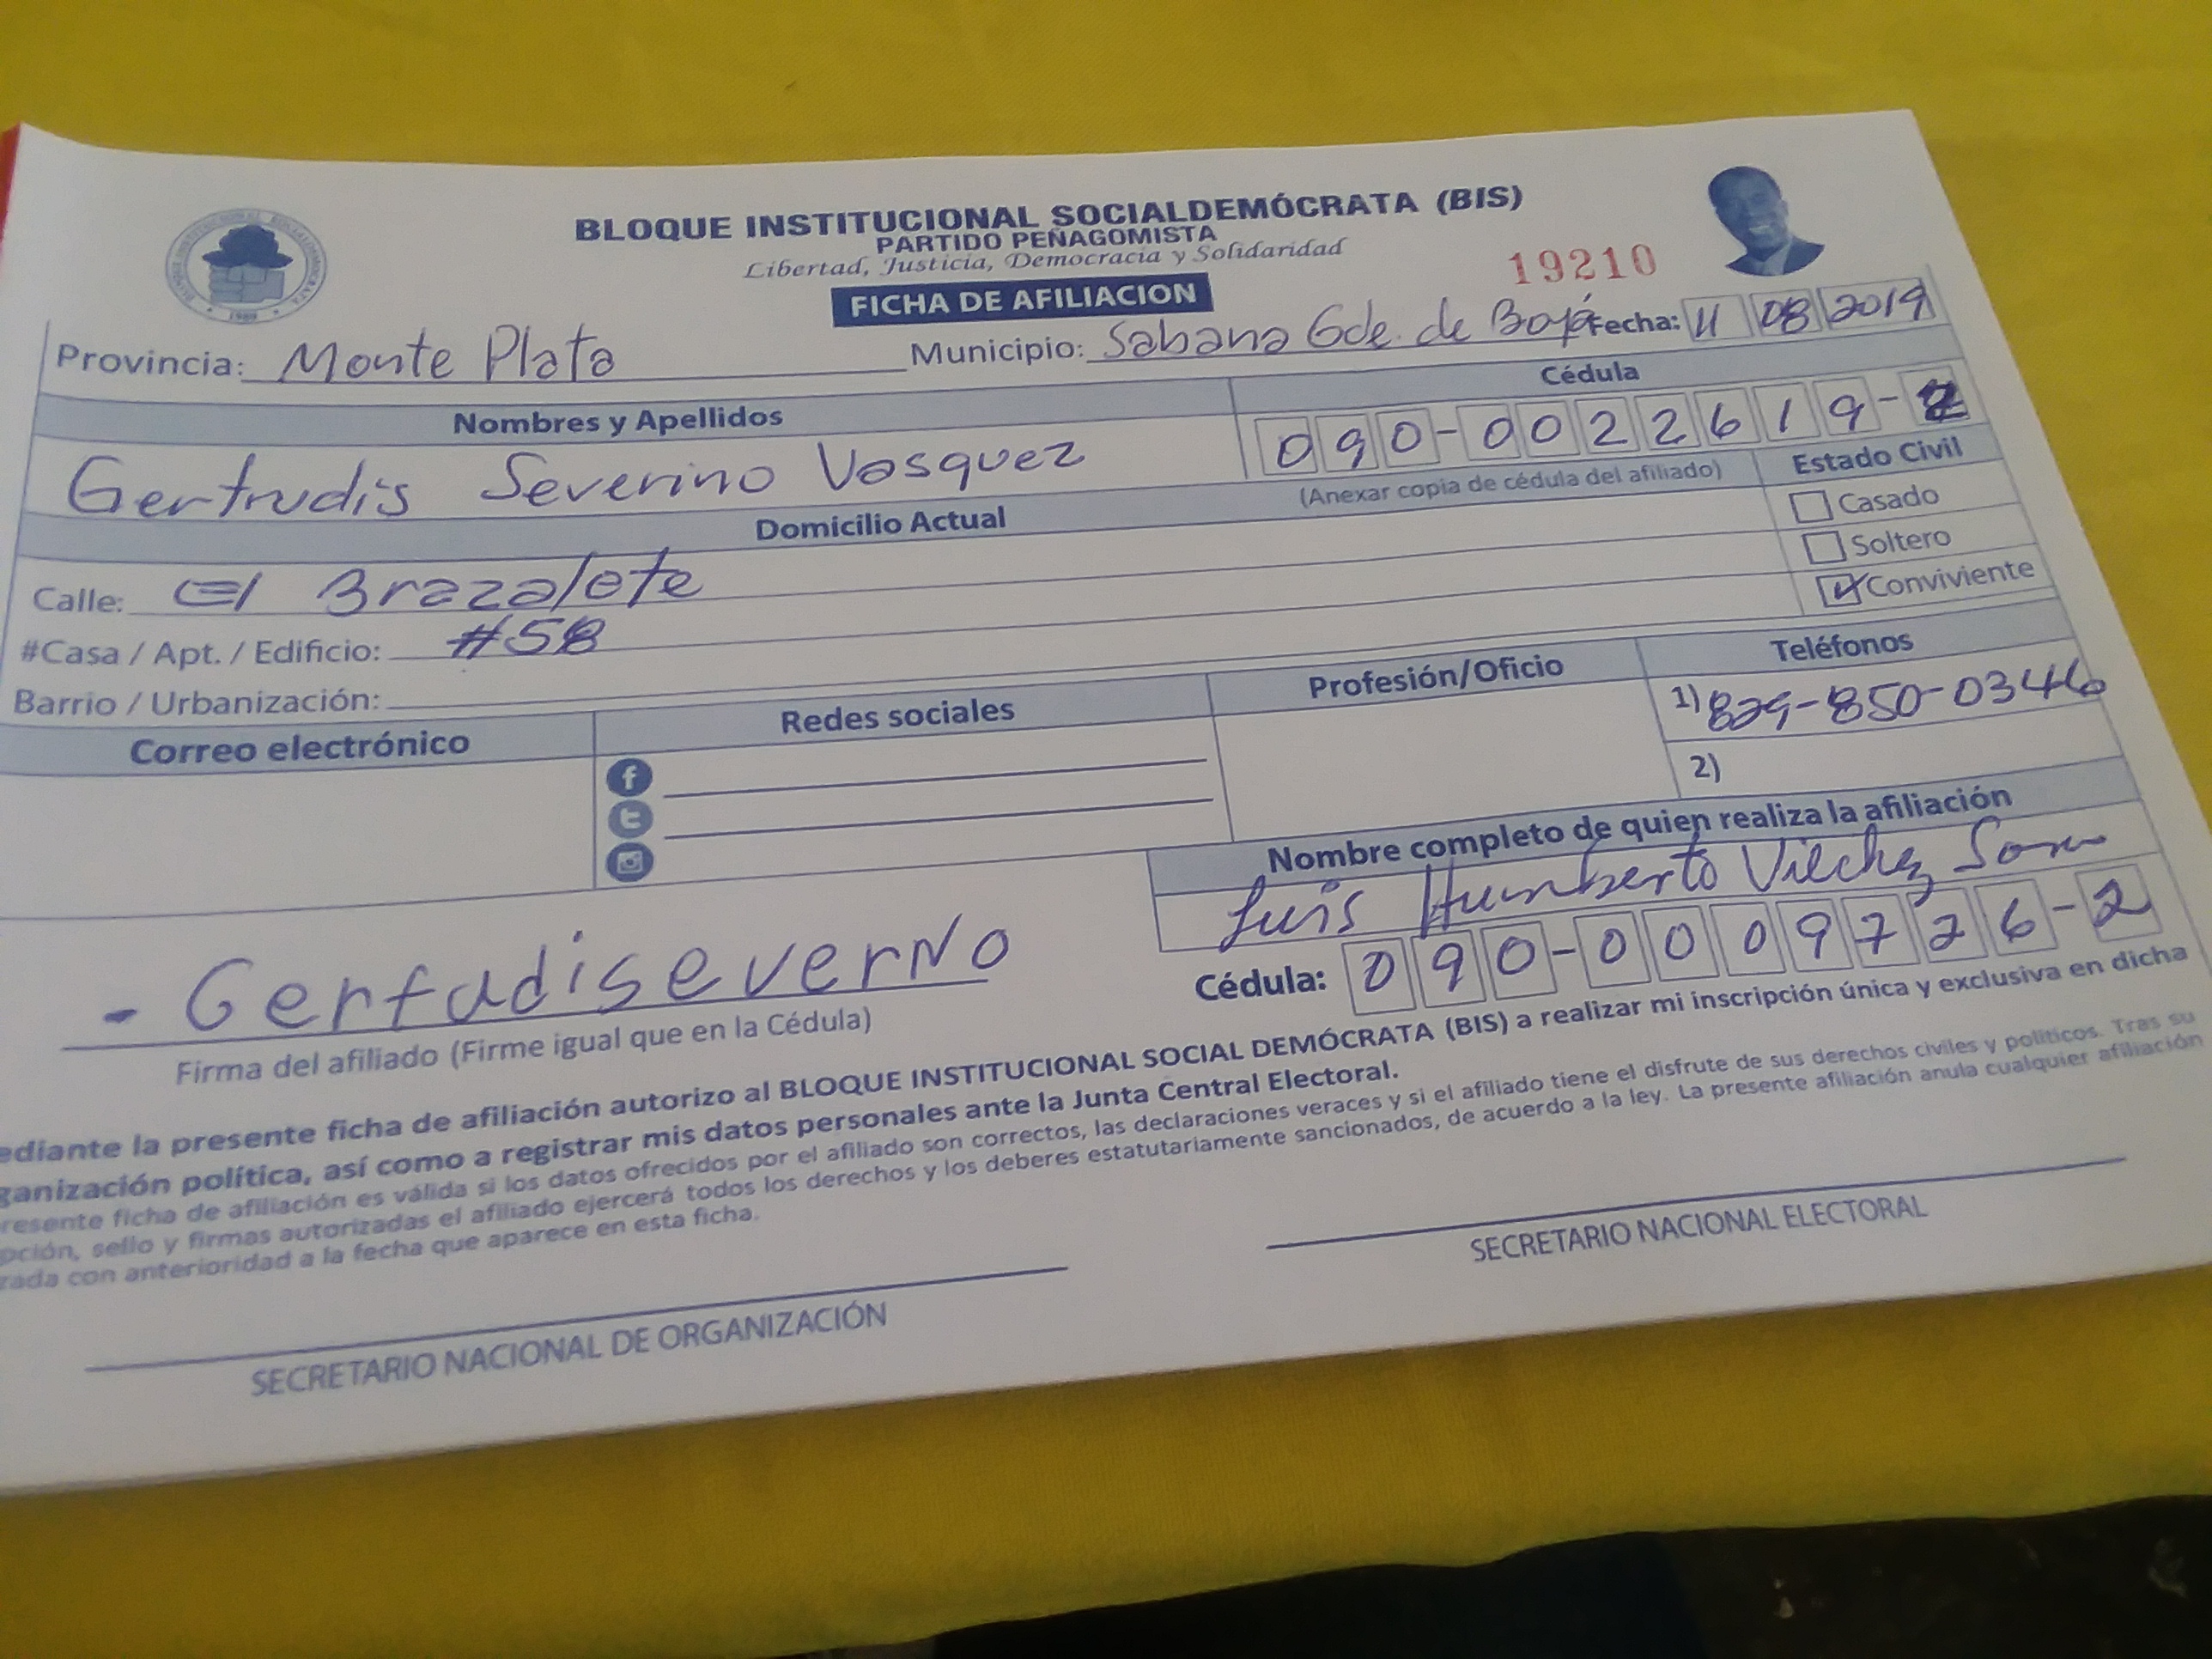 BLOQUE INSTITUCIONAL SOCIALDEMÓCRATA (BIS)
PARTIDO PEÑAGOMISTA
Libertad, Justicia, Democracia y Solidaridad
19210
FICHA DE AFILIACION
Provincia: Monte Plata Municipio: Sabana Gde. de Boyá Fecha: 11 08 2019
Nombres y Apellidos Cédula
Gertrudis Severino Vasquez 090-0022619-2
(Anexar copia de cédula del afiliado) Estado Civil
Domicilio Actual
Casado
Soltero
Conviviente
Calle: El Brazalete
#Casa / Apt. / Edificio: #58
Barrio / Urbanización:
Correo electrónico Redes sociales Profesión/Oficio Teléfonos
1) 829-850-0346
2)
Nombre completo de quien realiza la afiliación
Luis Humberto Vilchez
Cédula: 090-0009726-2
- GertudiseverNo
Firma del afiliado (Firme igual que en la Cédula)
ediante la presente ficha de afiliación autorizo al BLOQUE INSTITUCIONAL SOCIAL DEMÓCRATA (BIS) a realizar mi inscripción única y exclusiva en dicha
ganización política, así como a registrar mis datos personales ante la Junta Central Electoral.
resente ficha de afiliación es válida si los datos ofrecidos por el afiliado son correctos, las declaraciones veraces y si el afiliado tiene el disfrute de sus derechos civiles y políticos. Tras su
pción, sello y firmas autorizadas el afiliado ejercerá todos los derechos y los deberes estatutariamente sancionados, de acuerdo a la ley. La presente afiliación anula cualquier afiliación
zada con anterioridad a la fecha que aparece en esta ficha.
SECRETARIO NACIONAL DE ORGANIZACIÓN
SECRETARIO NACIONAL ELECTORAL